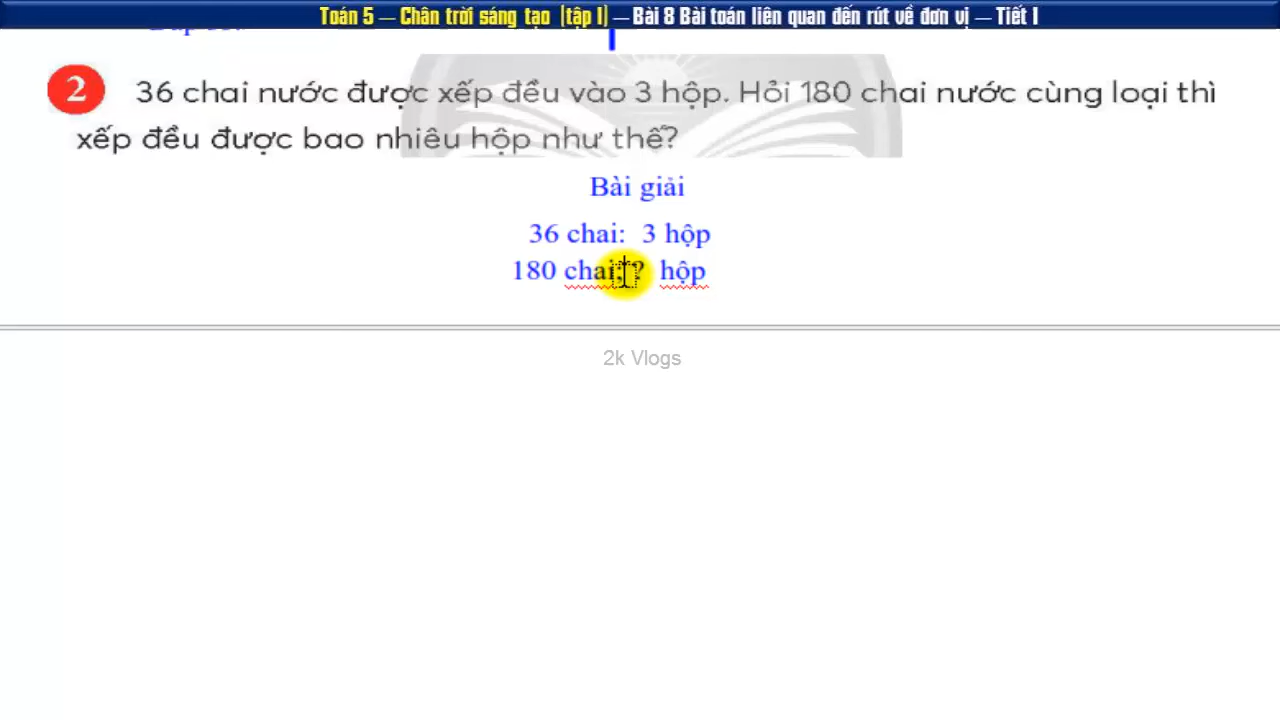 Toán 5 – Chân trời sáng tạo (tập 1) – Bài 8 Bài toán liên quan đến rút về đơn vị – Tiết 1
2 36 chai nước được xếp đều vào 3 hộp. Hỏi 180 chai nước cùng loại thì
xếp đều được bao nhiêu hộp như thế?
Bài giải
36 chai: 3 hộp
180 chai: ? hộp
2k Vlogs